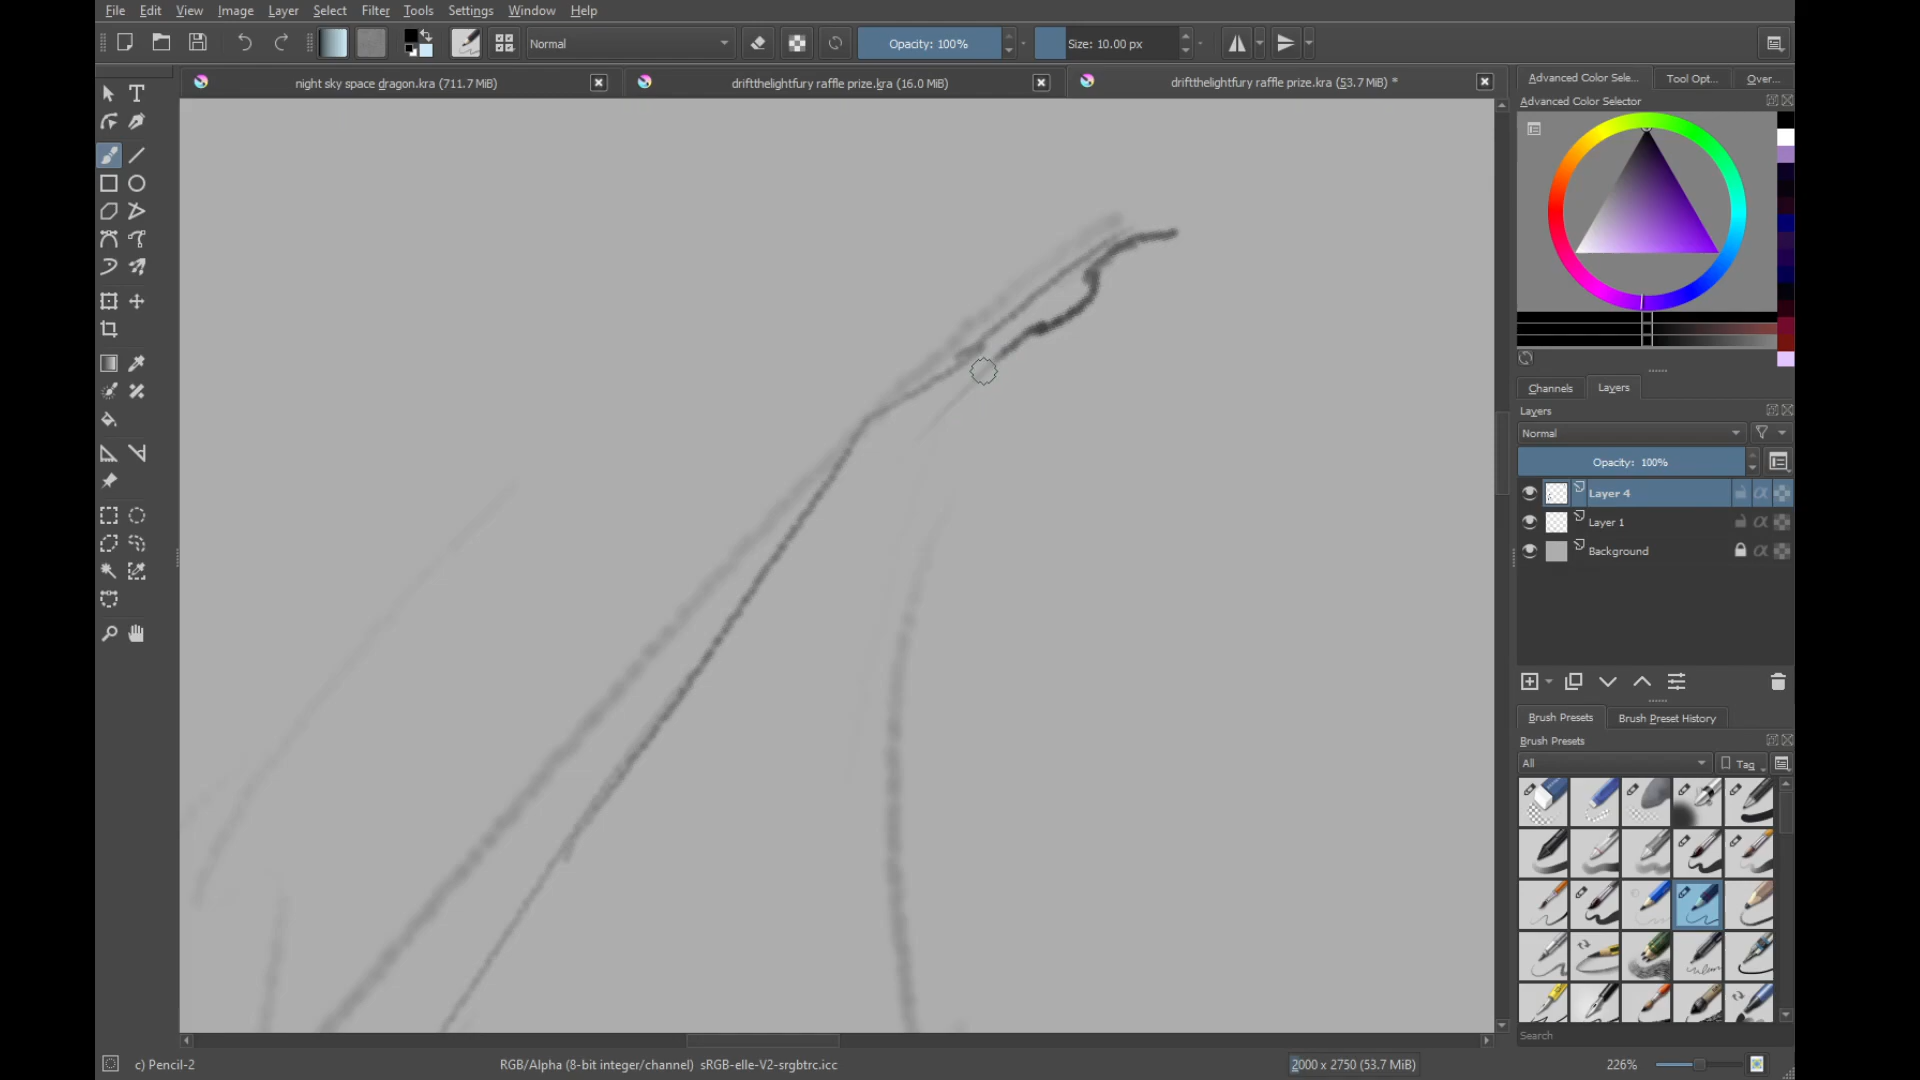 File Edit View Image Layer Select Filter Tools Settings Window Help
Normal Opacity: 100% Size: 10.00 px
night sky space dragon.kra (711.7 MiB) driftthelightfury raffle prize.kra (16.0 MiB) driftthelightfury raffle prize.kra (53.7 MiB) *
Advanced Color Sele... Tool Opt... Over...
Advanced Color Selector
Channels Layers
Layers
Normal
Opacity: 100%
Layer 4
Layer 1
Background
Brush Presets Brush Preset History
Brush Presets
All Tag
Search
c) Pencil-2 RGB/Alpha (8-bit integer/channel) sRGB-elle-V2-srgbtrc.icc 2000 x 2750 (53.7 MiB) 226%